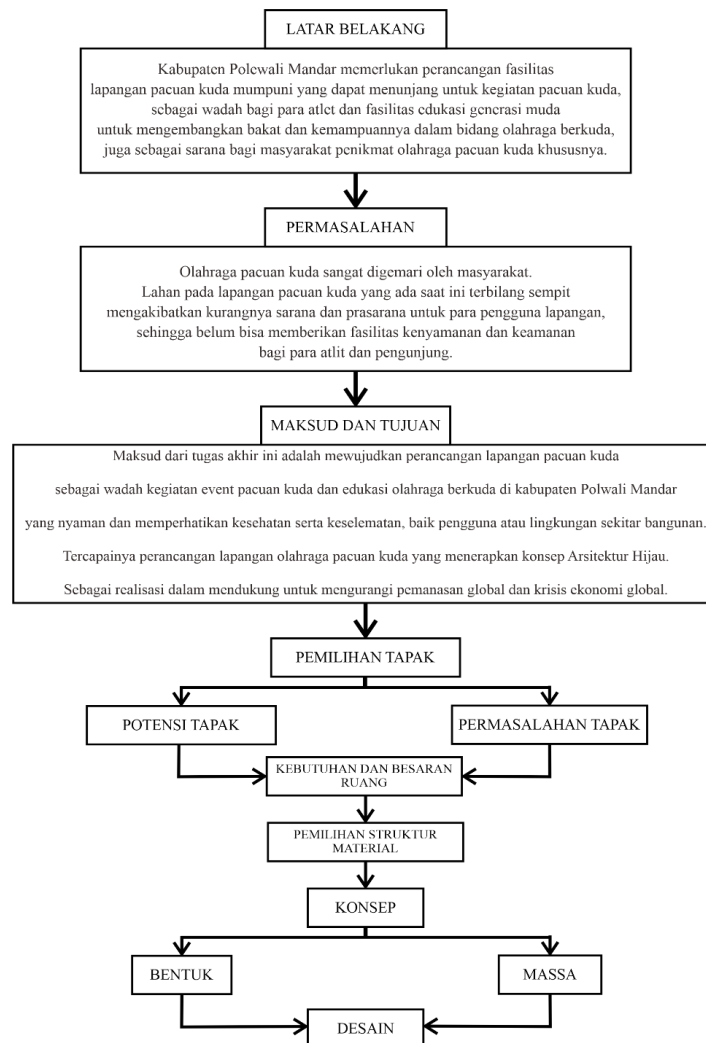 LATAR BELAKANG
Kabupaten Polewali Mandar memerlukan perancangan fasilitas
lapangan pacuan kuda mumpuni yang dapat menunjang untuk kegiatan pacuan kuda,
sebagai wadah bagi para atlet dan fasilitas edukasi generasi muda
untuk mengembangkan bakat dan kemampuannya dalam bidang olahraga berkuda,
juga sebagai sarana bagi masyarakat penikmat olahraga pacuan kuda khususnya.
PERMASALAHAN
Olahraga pacuan kuda sangat digemari oleh masyarakat.
Lahan pada lapangan pacuan kuda yang ada saat ini terbilang sempit
mengakibatkan kurangnya sarana dan prasarana untuk para pengguna lapangan,
sehingga belum bisa memberikan fasilitas kenyamanan dan keamanan
bagi para atlit dan pengunjung.
MAKSUD DAN TUJUAN
Maksud dari tugas akhir ini adalah mewujudkan perancangan lapangan pacuan kuda
sebagai wadah kegiatan event pacuan kuda dan edukasi olahraga berkuda di kabupaten Polwali Mandar
yang nyaman dan memperhatikan kesehatan serta keselematan, baik pengguna atau lingkungan sekitar bangunan.
Tercapainya perancangan lapangan olahraga pacuan kuda yang menerapkan konsep Arsitektur Hijau.
Sebagai realisasi dalam mendukung untuk mengurangi pemanasan global dan krisis ekonomi global.
PEMILIHAN TAPAK
POTENSI TAPAK
PERMASALAHAN TAPAK
KEBUTUHAN DAN BESARAN
RUANG
PEMILIHAN STRUKTUR
MATERIAL
KONSEP
BENTUK
MASSA
DESAIN